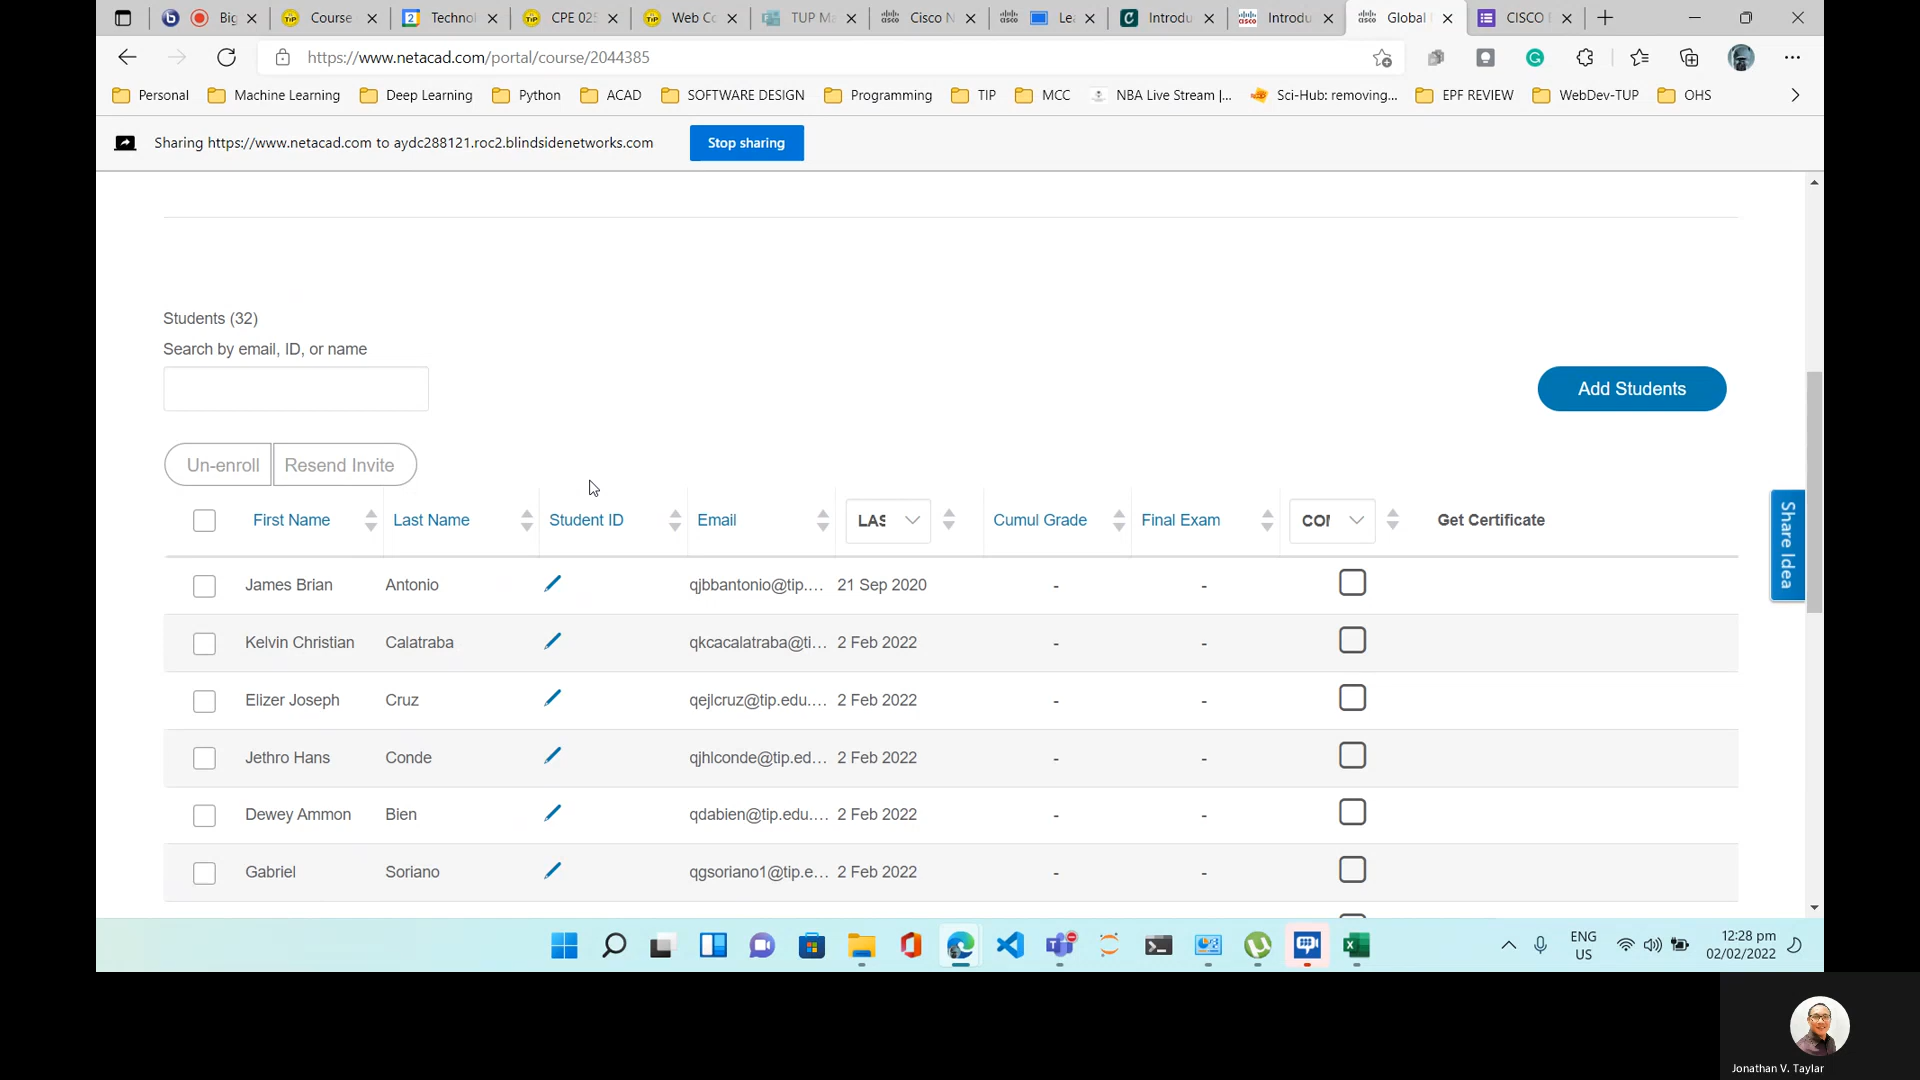 Big
Course
Technol
CPE 025
Web Co
TUP Ma
Cisco N
Le
Introdu
Introdu
Global
CISCO
https://www.netacad.com/portal/course/2044385
Personal
Machine Learning
Deep Learning
Python
ACAD
SOFTWARE DESIGN
Programming
TIP
MCC
NBA Live Stream |...
Sci-Hub: removing...
EPF REVIEW
WebDev-TUP
OHS
Sharing https://www.netacad.com to aydc288121.roc2.blindsidenetworks.com
Stop sharing
Students (32)
Search by email, ID, or name
Add Students
Un-enroll Resend Invite
First Name Last Name Student ID Email LAS Cumul Grade Final Exam COM Get Certificate
Share Idea
James Brian Antonio qjbbantonio@tip.... 21 Sep 2020 - -
Kelvin Christian Calatraba qkcacalatraba@ti... 2 Feb 2022 - -
Elizer Joseph Cruz qejlcruz@tip.edu.... 2 Feb 2022 - -
Jethro Hans Conde qjhlconde@tip.ed... 2 Feb 2022 - -
Dewey Ammon Bien qdabien@tip.edu.... 2 Feb 2022 - -
Gabriel Soriano qgsoriano1@tip.e... 2 Feb 2022 - -
ENG
US
12:28 pm
02/02/2022
Jonathan V. Taylar